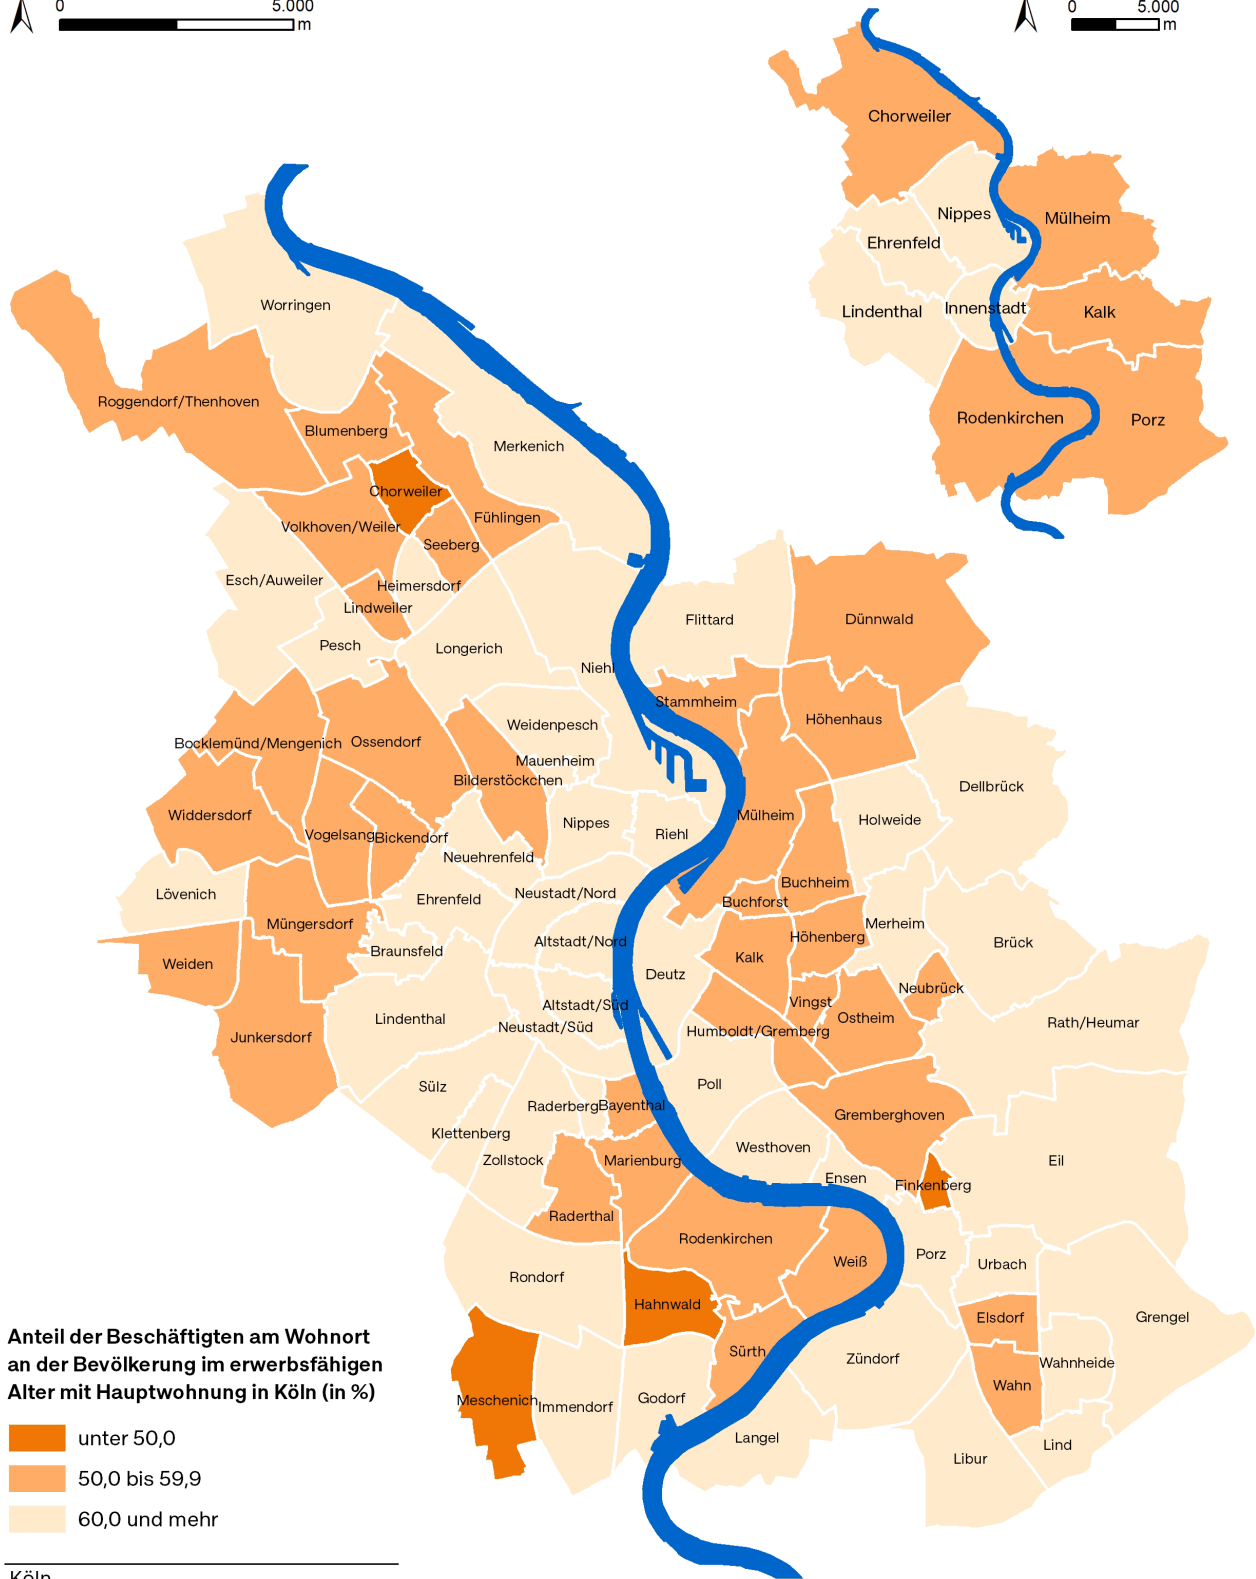 0 5.000
m
0 5.000
m
Chorweiler
Nippes
Mülheim
Ehrenfeld
Lindenthal
Innenstadt
Kalk
Rodenkirchen
Porz
Worringen
Roggendorf/Thenhoven
Blumenberg
Merkenich
Chorweiler
Fühlingen
Volkhoven/Weiler
Seeberg
Esch/Auweiler
Heimersdorf
Lindweiler
Flittard
Dünnwald
Pesch
Longerich
Niehl
Stammheim
Höhenhaus
Weidenpesch
Bocklemünd/Mengenich
Ossendorf
Mauenheim
Bilderstöckchen
Dellbrück
Widdersdorf
Mülheim
Holweide
Nippes
Riehl
Vogelsang
Bickendorf
Neuehrenfeld
Buchheim
Lövenich
Ehrenfeld
Neustadt/Nord
Buchforst
Müngersdorf
Merheim
Höhenberg
Altstadt/Nord
Brück
Braunsfeld
Weiden
Kalk
Deutz
Neubrück
Vingst
Altstadt/Süd
Lindenthal
Ostheim
Rath/Heumar
Neustadt/Süd
Humboldt/Gremberg
Junkersdorf
Sülz
Poll
Raderberg
Bayenthal
Gremberghoven
Klettenberg
Westhoven
Zollstock
Marienburg
Eil
Ensen
Finkenberg
Raderthal
Rodenkirchen
Porz
Weiß
Urbach
Rondorf
Hahnwald
Elsdorf
Grengel
Sürth
Zündorf
Wahnheide
Wahn
Meschenich
Immendorf
Godorf
Langel
Lind
Libur
Anteil der Beschäftigten am Wohnort
an der Bevölkerung im erwerbsfähigen
Alter mit Hauptwohnung in Köln (in %)
unter 50,0
50,0 bis 59,9
60,0 und mehr
Köln